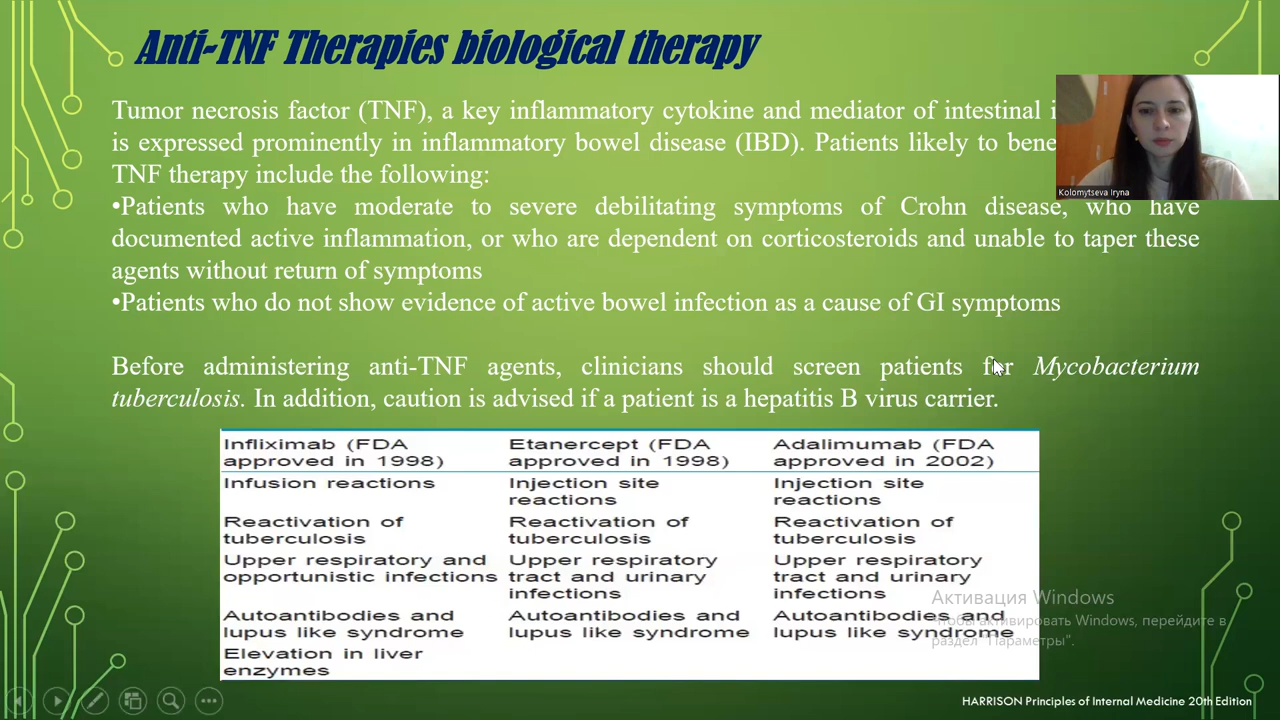 Anti-TNF Therapies biological therapy
Tumor necrosis factor (TNF), a key inflammatory cytokine and mediator of intestinal
is expressed prominently in inflammatory bowel disease (IBD). Patients likely to
TNF therapy include the following:
•Patients who have moderate to severe debilitating symptoms of Crohn disease, who have
documented active inflammation, or who are dependent on corticosteroids and unable to taper these
agents without return of symptoms
•Patients who do not show evidence of active bowel infection as a cause of GI symptoms
Before administering anti-TNF agents, clinicians should screen patients for Mycobacterium
tuberculosis. In addition, caution is advised if a patient is a hepatitis B virus carrier.
Kolomytseva Iryna
Infliximab (FDA
approved in 1998)
Etanercept (FDA
approved in 1998)
Adalimumab (FDA
approved in 2002)
Infusion reactions
Injection site
reactions
Injection site
reactions
Reactivation of
tuberculosis
Reactivation of
tuberculosis
Reactivation of
tuberculosis
Upper respiratory and
opportunistic infections
Upper respiratory
tract and urinary
infections
Upper respiratory
tract and urinary
infections
Autoantibodies and
lupus like syndrome
Autoantibodies and
lupus like syndrome
Autoantibodies and
lupus like syndrome
Elevation in liver
enzymes
Активация Windows
Чтобы активировать Windows, перейдите в
раздел "Параметры".
HARRISON Principles of Internal Medicine 20th Edition